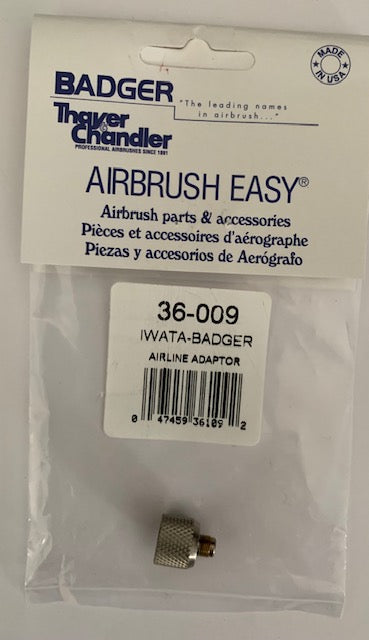 MADE
IN USA
BADGER
"The leading names
in airbrush..."
Thayer
&
Chandler
PROFESSIONAL AIRBRUSHES SINCE 1891
AIRBRUSH EASY®
Airbrush parts & accessories
Pièces et accessoires d'aérographe
Piezas y accesorios de Aerógrafo
36-009
IWATA-BADGER
AIRLINE ADAPTOR
0 47459 36109 2